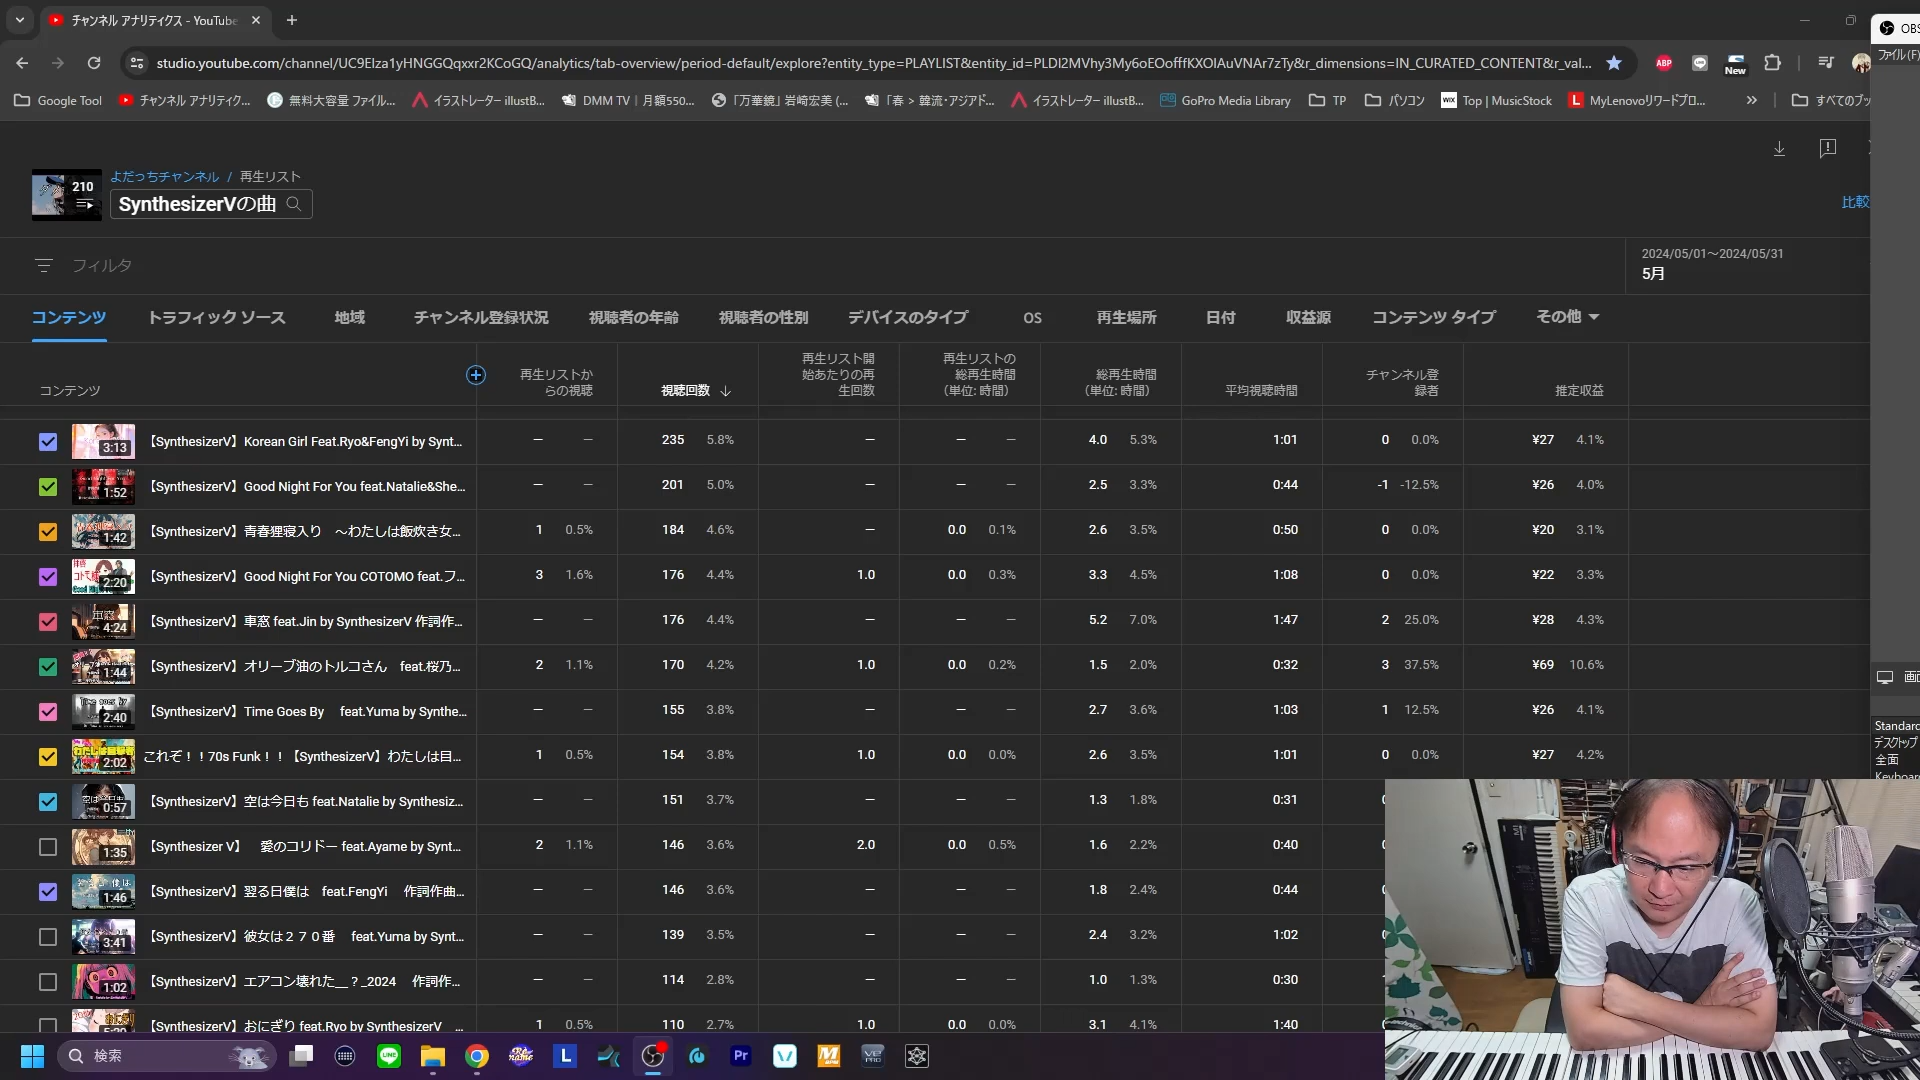 チャンネル アナリティクス - YouTube
studio.youtube.com/channel/UC9Elza1yHNGGQqxxr2KCoGQ/analytics/tab-overview/period-default/explore?entity_type=PLAYLIST&entity_id=PLDI2MVhy3My6oEOofffKXOIAuVNAr7zTy&r_dimensions=IN_CURATED_CONTENT&r_val...
ABP
New
Google Tool
チャンネル アナリティク...
無料大容量 ファイル...
イラストレーター illustB...
DMM TV｜月額550...
「万華鏡」岩崎宏美 (...
「春 > 韓流・アジアド...
イラストレーター illustB...
GoPro Media Library
TP
パソコン
WIX Top | MusicStock
L MyLenovoリワードプロ...
»
すべてのブッ
OBS
ファイル(F)
210
よだっちチャンネル / 再生リスト
SynthesizerVの曲
比較
フィルタ
2024/05/01～2024/05/31
5月
コンテンツ トラフィック ソース 地域 チャンネル登録状況 視聴者の年齢 視聴者の性別 デバイスのタイプ OS 再生場所 日付 収益源 コンテンツ タイプ その他
コンテンツ
再生リストか
らの視聴
視聴回数 ↓
再生リスト開
始あたりの再
生回数
再生リストの
総再生時間
（単位: 時間）
総再生時間
（単位: 時間）
平均視聴時間
チャンネル登
録者
推定収益
3:13 【SynthesizerV】Korean Girl Feat.Ryo&FengYi by Synt... — — 235 5.8% — — — 4.0 5.3% 1:01 0 0.0% ¥27 4.1%
1:52 【SynthesizerV】Good Night For You feat.Natalie&She... — — 201 5.0% — — — 2.5 3.3% 0:44 -1 -12.5% ¥26 4.0%
1:42 【SynthesizerV】青春狸寝入り　～わたしは飯炊き女... 1 0.5% 184 4.6% — 0.0 0.1% 2.6 3.5% 0:50 0 0.0% ¥20 3.1%
2:20 【SynthesizerV】Good Night For You COTOMO feat.フ... 3 1.6% 176 4.4% 1.0 0.0 0.3% 3.3 4.5% 1:08 0 0.0% ¥22 3.3%
4:24 【SynthesizerV】車窓 feat.Jin by SynthesizerV 作詞作... — — 176 4.4% — — — 5.2 7.0% 1:47 2 25.0% ¥28 4.3%
1:44 【SynthesizerV】オリーブ油のトルコさん　feat.桜乃... 2 1.1% 170 4.2% 1.0 0.0 0.2% 1.5 2.0% 0:32 3 37.5% ¥69 10.6%
2:40 【SynthesizerV】Time Goes By　feat.Yuma by Synthe... — — 155 3.8% — — — 2.7 3.6% 1:03 1 12.5% ¥26 4.1%
2:02 これぞ！！70s Funk！！【SynthesizerV】わたしは目... 1 0.5% 154 3.8% 1.0 0.0 0.0% 2.6 3.5% 1:01 0 0.0% ¥27 4.2%
0:57 【SynthesizerV】空は今日も feat.Natalie by Synthesiz... — — 151 3.7% — — — 1.3 1.8% 0:31
1:35 【Synthesizer V】　愛のコリドー feat.Ayame by Synt... 2 1.1% 146 3.6% 2.0 0.0 0.5% 1.6 2.2% 0:40
1:46 【SynthesizerV】翌る日僕は　feat.FengYi　作詞作曲... — — 146 3.6% — — — 1.8 2.4% 0:44
3:41 【SynthesizerV】彼女は２７０番　feat.Yuma by Synt... — — 139 3.5% — — — 2.4 3.2% 1:02
1:02 【SynthesizerV】エアコン壊れた__？_2024　作詞作... — — 114 2.8% — — — 1.0 1.3% 0:30
【SynthesizerV】おにぎり feat.Ryo by SynthesizerV　... 1 0.5% 110 2.7% 1.0 0.0 0.0% 3.1 4.1% 1:40
画面
Standard
デスクトップ
全画
Keyboard
検索
LINE
L
Pr